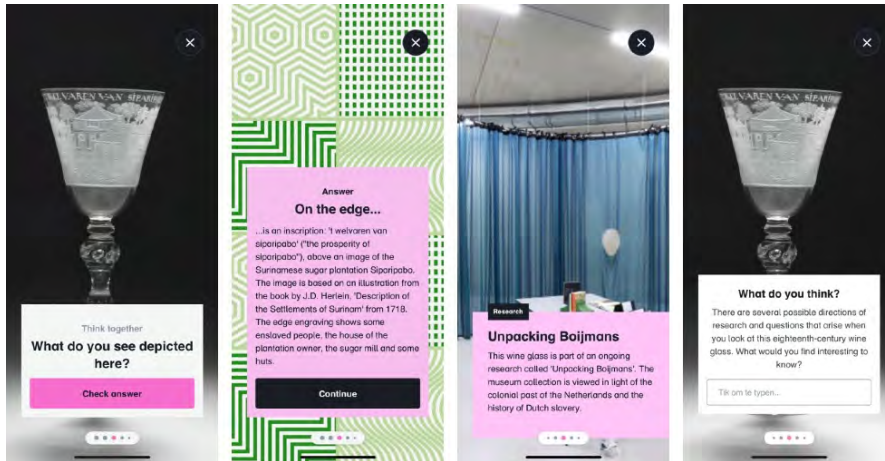 Think together
What do you see depicted
here?
Check answer
Answer
On the edge...
...is an inscription: 't welvaren van
siporipabo' ("the prosperity of
siporipabo"), above an image of the
Surinamese sugar plantation Siporipabo.
The image is based on an illustration from
the book by J.D. Herlein, 'Description of
the Settlements of Surinam' from 1718.
The edge engraving shows some
enslaved people, the house of the
plantation owner, the sugar mill and some
huts.
Continue
Research
Unpacking Boijmans
This wine glass is part of an ongoing
research called 'Unpacking Boijmans'. The
museum collection is viewed in light of the
colonial past of the Netherlands and the
history of Dutch slavery.
WELVAREN VAN
What do you think?
There are several possible directions of
research and questions that arise when
you look at this eighteenth-century wine
glass. What would you find interesting to
know?
Tik om te typen...